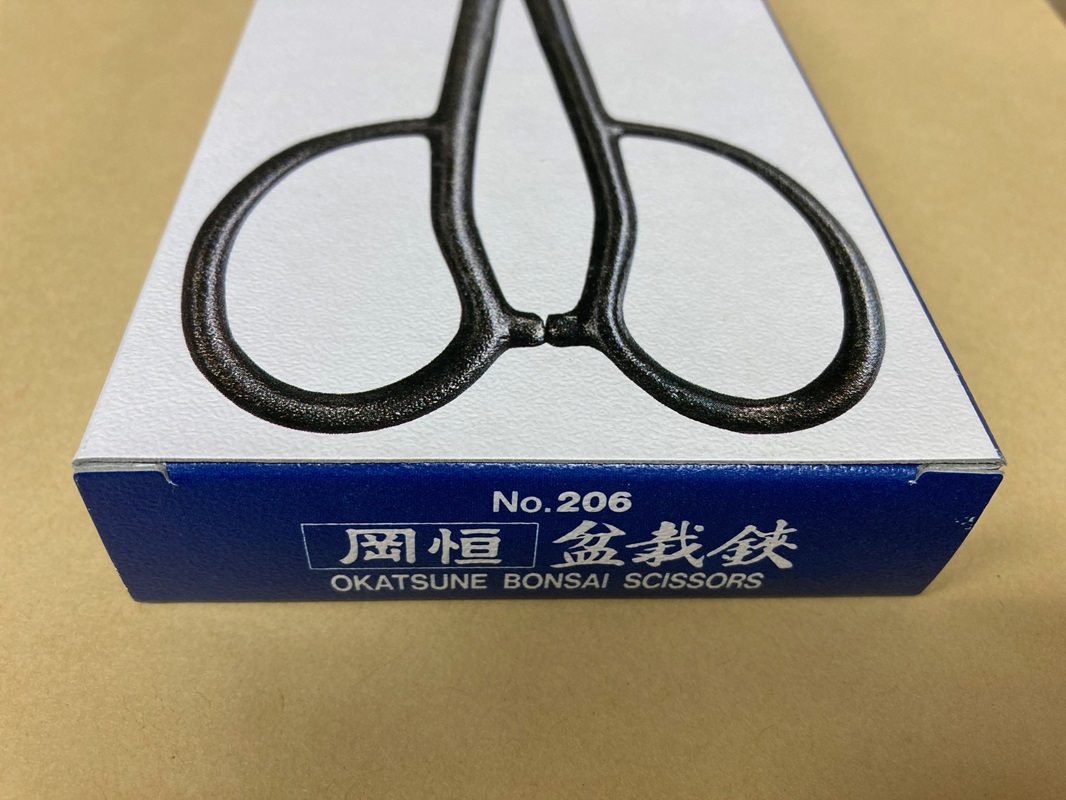 No.206
岡恒 盆栽鋏
OKATSUNE BONSAI SCISSORS